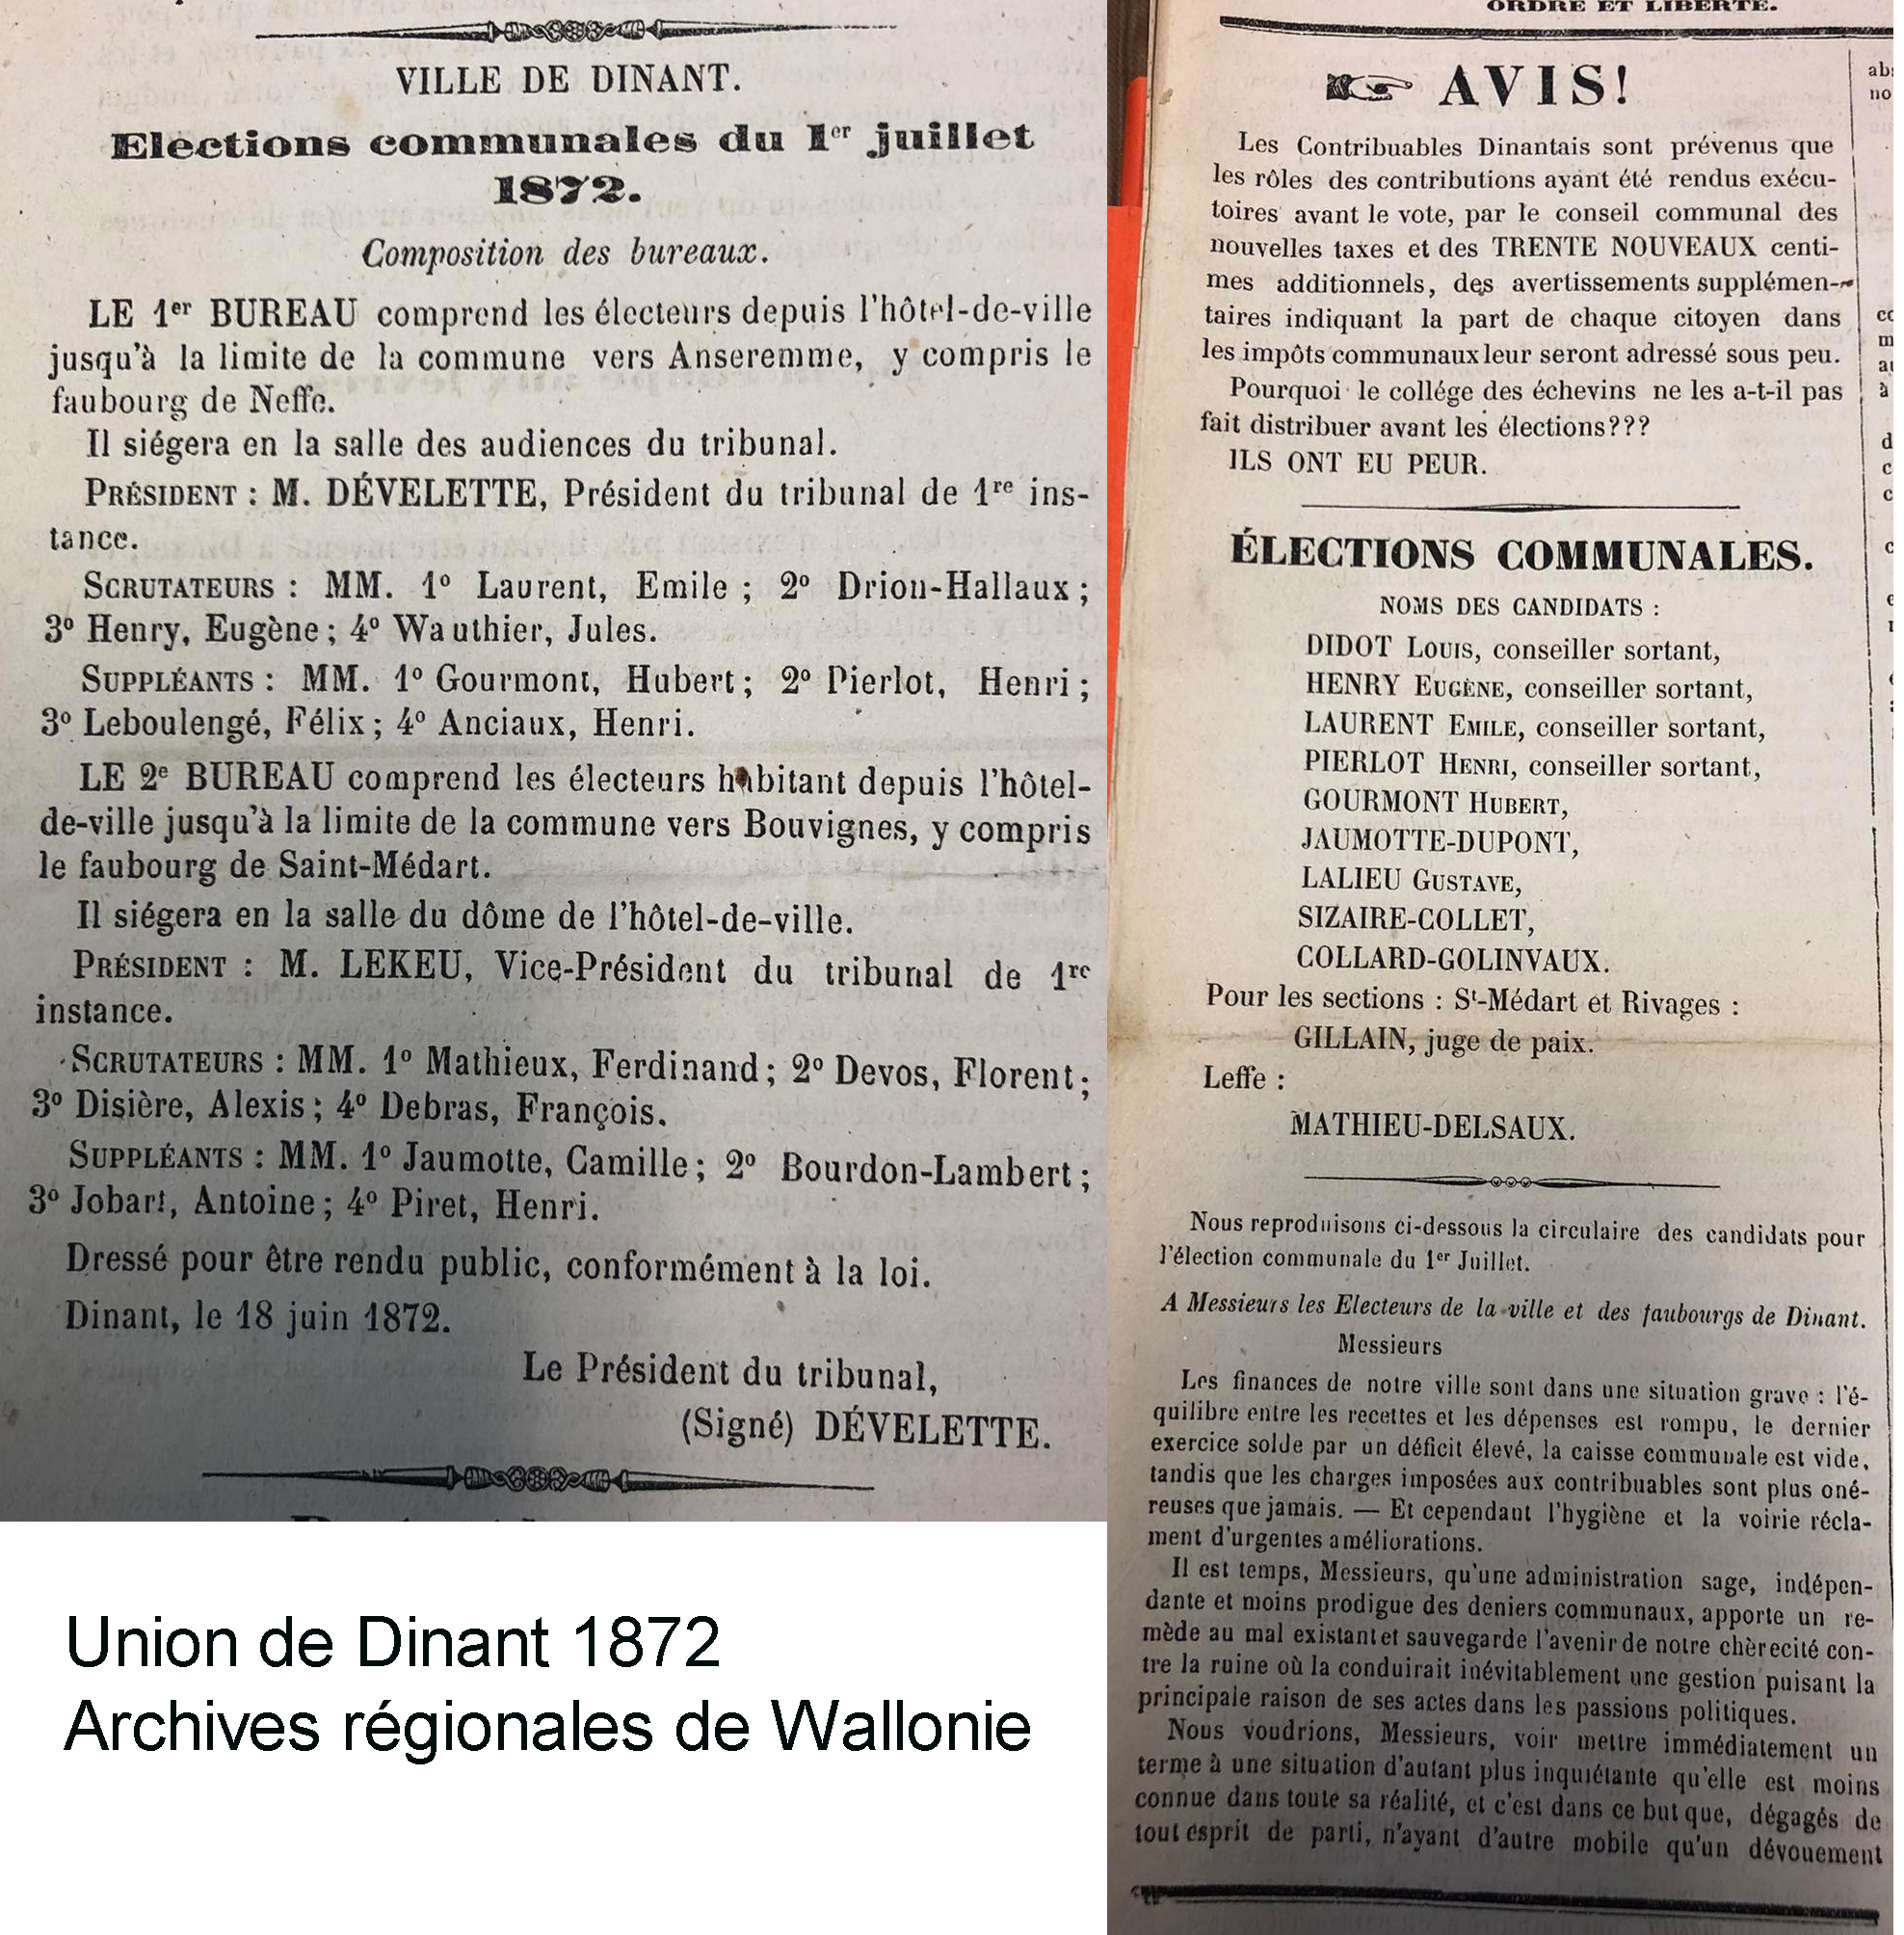 VILLE DE DINANT.
Elections communales du 1er juillet
1872.
Composition des bureaux.
LE 1er BUREAU comprend les électeurs depuis l'hôtel-de-ville
jusqu'à la limite de la commune vers Anseremme, y compris le
faubourg de Neffe.
Il siégera en la salle des audiences du tribunal.
PRÉSIDENT : M. DÉVELETTE, Président du tribunal de 1re ins-
tance.
SCRUTATEURS : MM. 1º Laurent, Emile ; 2º Drion-Hallaux ;
3º Henry, Eugène ; 4º Wauthier, Jules.
SUPPLÉANTS : MM. 1º Gourmont, Hubert ; 2º Pierlot, Henri ;
3º Leboulengé, Félix ; 4º Anciaux, Henri.
LE 2e BUREAU comprend les électeurs habitant depuis l'hôtel-
de-ville jusqu'à la limite de la commune vers Bouvignes, y compris
le faubourg de Saint-Médart.
Il siégera en la salle du dôme de l'hôtel-de-ville.
PRÉSIDENT : M. LEKEU, Vice-Président du tribunal de 1re
instance.
SCRUTATEURS : MM. 1º Mathieux, Ferdinand ; 2º Devos, Florent ;
3º Disière, Alexis ; 4º Debras, François.
SUPPLÉANTS : MM. 1º Jaumotte, Camille ; 2º Bourdon-Lambert ;
3º Jobart, Antoine ; 4º Piret, Henri.
Dressé pour être rendu public, conformément à la loi.
Dinant, le 18 juin 1872.
Le Président du tribunal,
(Signé) DÉVELETTE.
Union de Dinant 1872
Archives régionales de Wallonie
ORDRE ET LIBERTÉ.
☞ AVIS!
Les Contribuables Dinantais sont prévenus que
les rôles des contributions ayant été rendus exécu-
toires avant le vote, par le conseil communal des
nouvelles taxes et des TRENTE NOUVEAUX centi-
mes additionnels, des avertissements supplémen-
taires indiquant la part de chaque citoyen dans
les impôts communaux leur seront adressé sous peu.
Pourquoi le collége des échevins ne les a-t-il pas
fait distribuer avant les élections???
ILS ONT EU PEUR.
ÉLECTIONS COMMUNALES.
NOMS DES CANDIDATS :
DIDOT LOUIS, conseiller sortant,
HENRY EUGÈNE, conseiller sortant,
LAURENT EMILE, conseiller sortant,
PIERLOT HENRI, conseiller sortant,
GOURMONT HUBERT,
JAUMOTTE-DUPONT,
LALIEU GUSTAVE,
SIZAIRE-COLLET,
COLLARD-GOLINVAUX.
Pour les sections : St-Médart et Rivages :
GILLAIN, juge de paix.
Leffe :
MATHIEU-DELSAUX.
Nous reproduisons ci-dessous la circulaire des candidats pour
l'élection communale du 1er Juillet.
A Messieurs les Electeurs de la ville et des faubourgs de Dinant.
Messieurs
Les finances de notre ville sont dans une situation grave : l'é-
quilibre entre les recettes et les dépenses est rompu, le dernier
exercice solde par un déficit élevé, la caisse communale est vide,
tandis que les charges imposées aux contribuables sont plus oné-
reuses que jamais. — Et cependant l'hygiène et la voirie récla-
ment d'urgentes améliorations.
Il est temps, Messieurs, qu'une administration sage, indépen-
dante et moins prodigue des deniers communaux, apporte un re-
mède au mal existant et sauvegarde l'avenir de notre chère cité con-
tre la ruine où la conduirait inévitablement une gestion puisant la
principale raison de ses actes dans les passions politiques.
Nous voudrions, Messieurs, voir mettre immédiatement un
terme à une situation d'autant plus inquiétante qu'elle est moins
connue dans toute sa réalité, et c'est dans ce but que, dégagés de
tout esprit de parti, n'ayant d'autre mobile qu'un dévouement